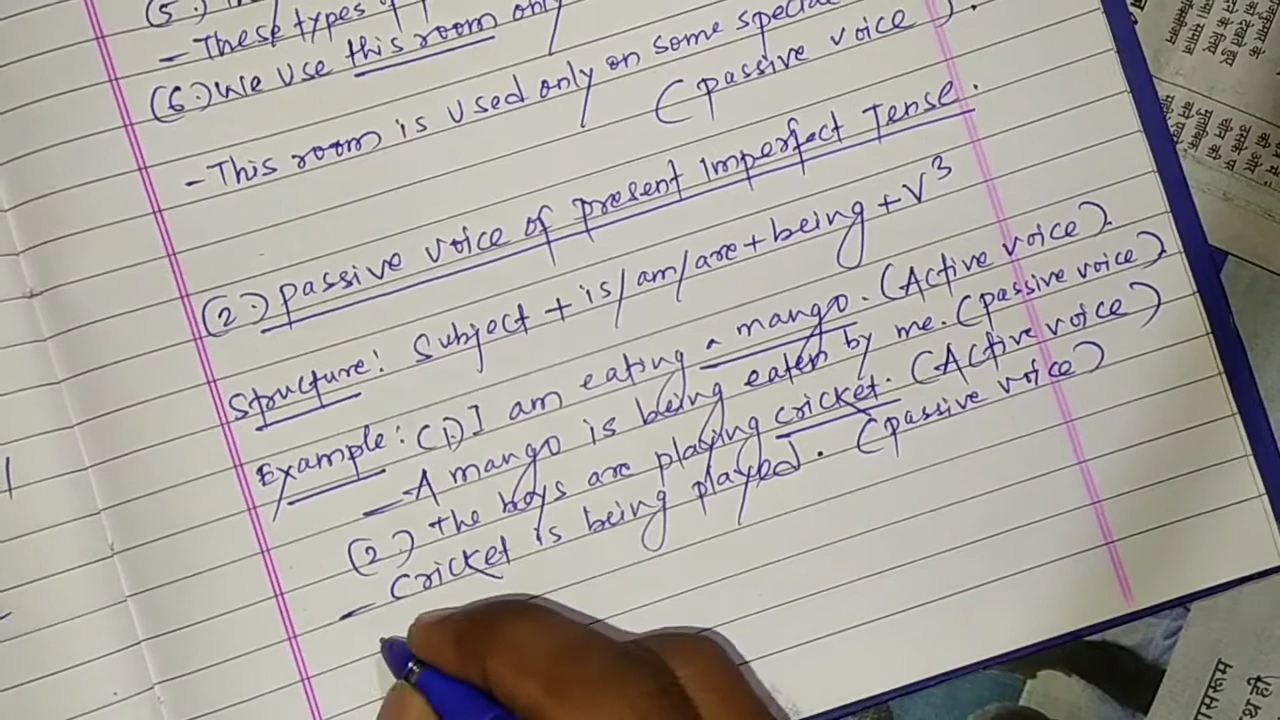 (5.)
- These types of
(6.) We use this room only
- This room is used only on some special
(passive voice).
(2.) passive voice of present Imperfect Tense.
Structure: Subject + is/am/are + being + V3
Example: (1.) I am eating a mango. (Active voice).
- A mango is being eaten by me. (passive voice).
(2.) the boys are playing cricket. (Active voice)
- Cricket is being played. (passive voice)